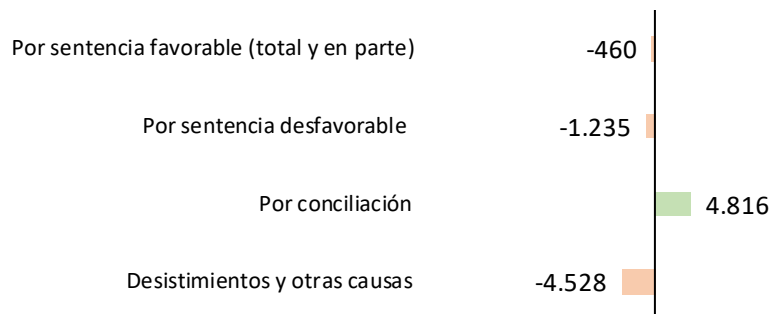 Por sentencia favorable (total y en parte) -460
Por sentencia desfavorable -1.235
Por conciliación 4.816
Desistimientos y otras causas -4.528